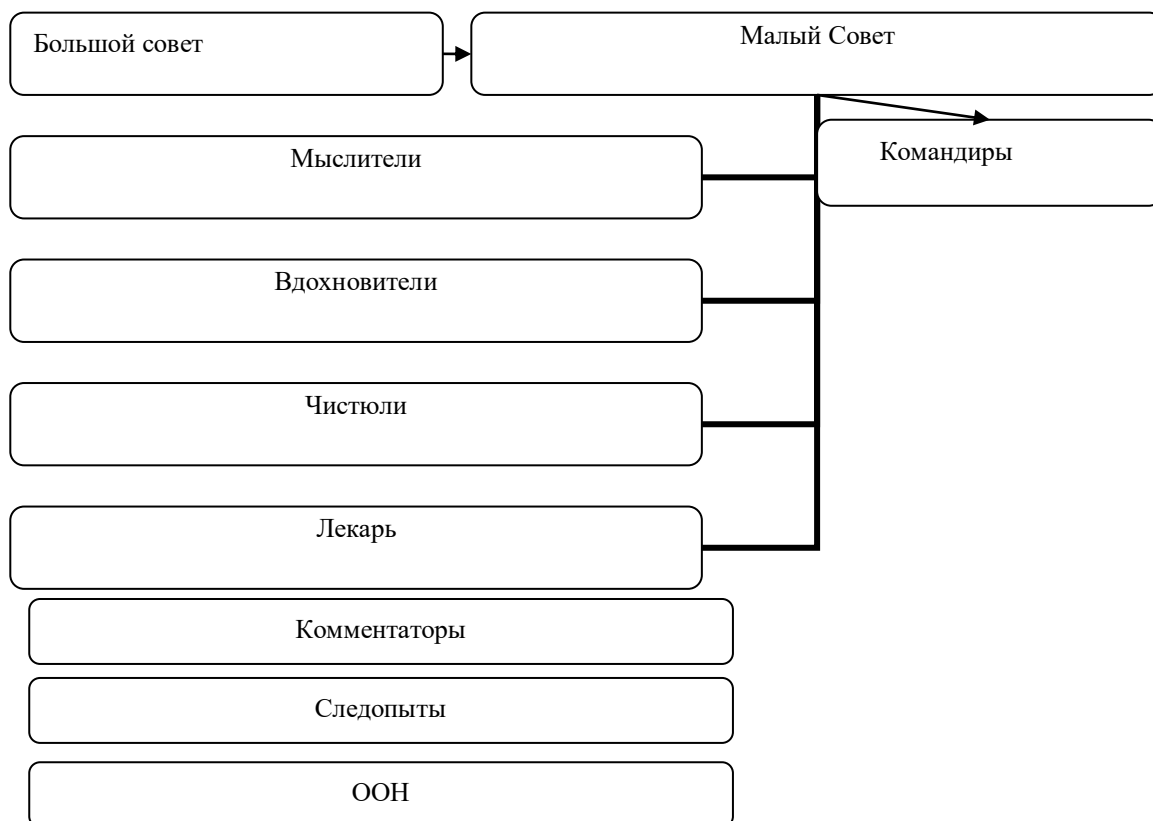 Большой совет
Малый Совет
Командиры
Мыслители
Вдохновители
Чистюли
Лекарь
Комментаторы
Следопыты
ООН